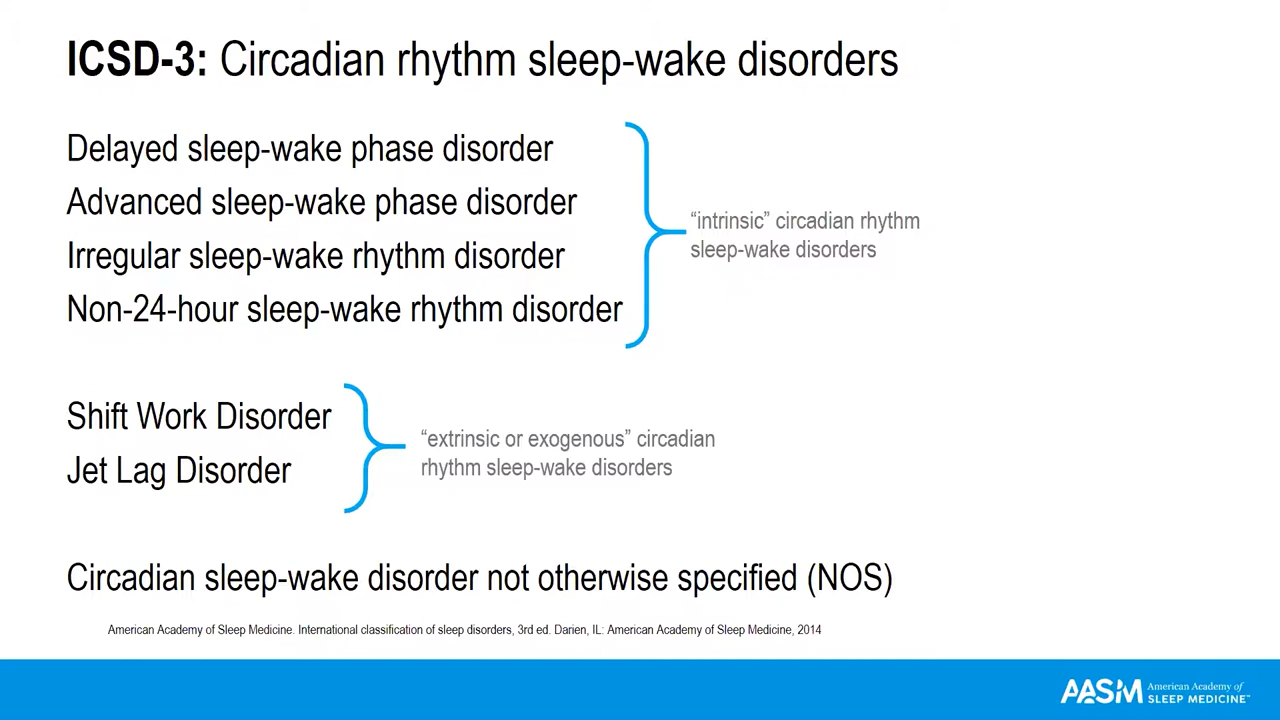 ICSD-3: Circadian rhythm sleep-wake disorders
Delayed sleep-wake phase disorder
Advanced sleep-wake phase disorder
Irregular sleep-wake rhythm disorder
Non-24-hour sleep-wake rhythm disorder
“intrinsic” circadian rhythm
sleep-wake disorders
Shift Work Disorder
Jet Lag Disorder
“extrinsic or exogenous” circadian
rhythm sleep-wake disorders
Circadian sleep-wake disorder not otherwise specified (NOS)
American Academy of Sleep Medicine. International classification of sleep disorders, 3rd ed. Darien, IL: American Academy of Sleep Medicine, 2014
AASM
American Academy of
SLEEP MEDICINE™